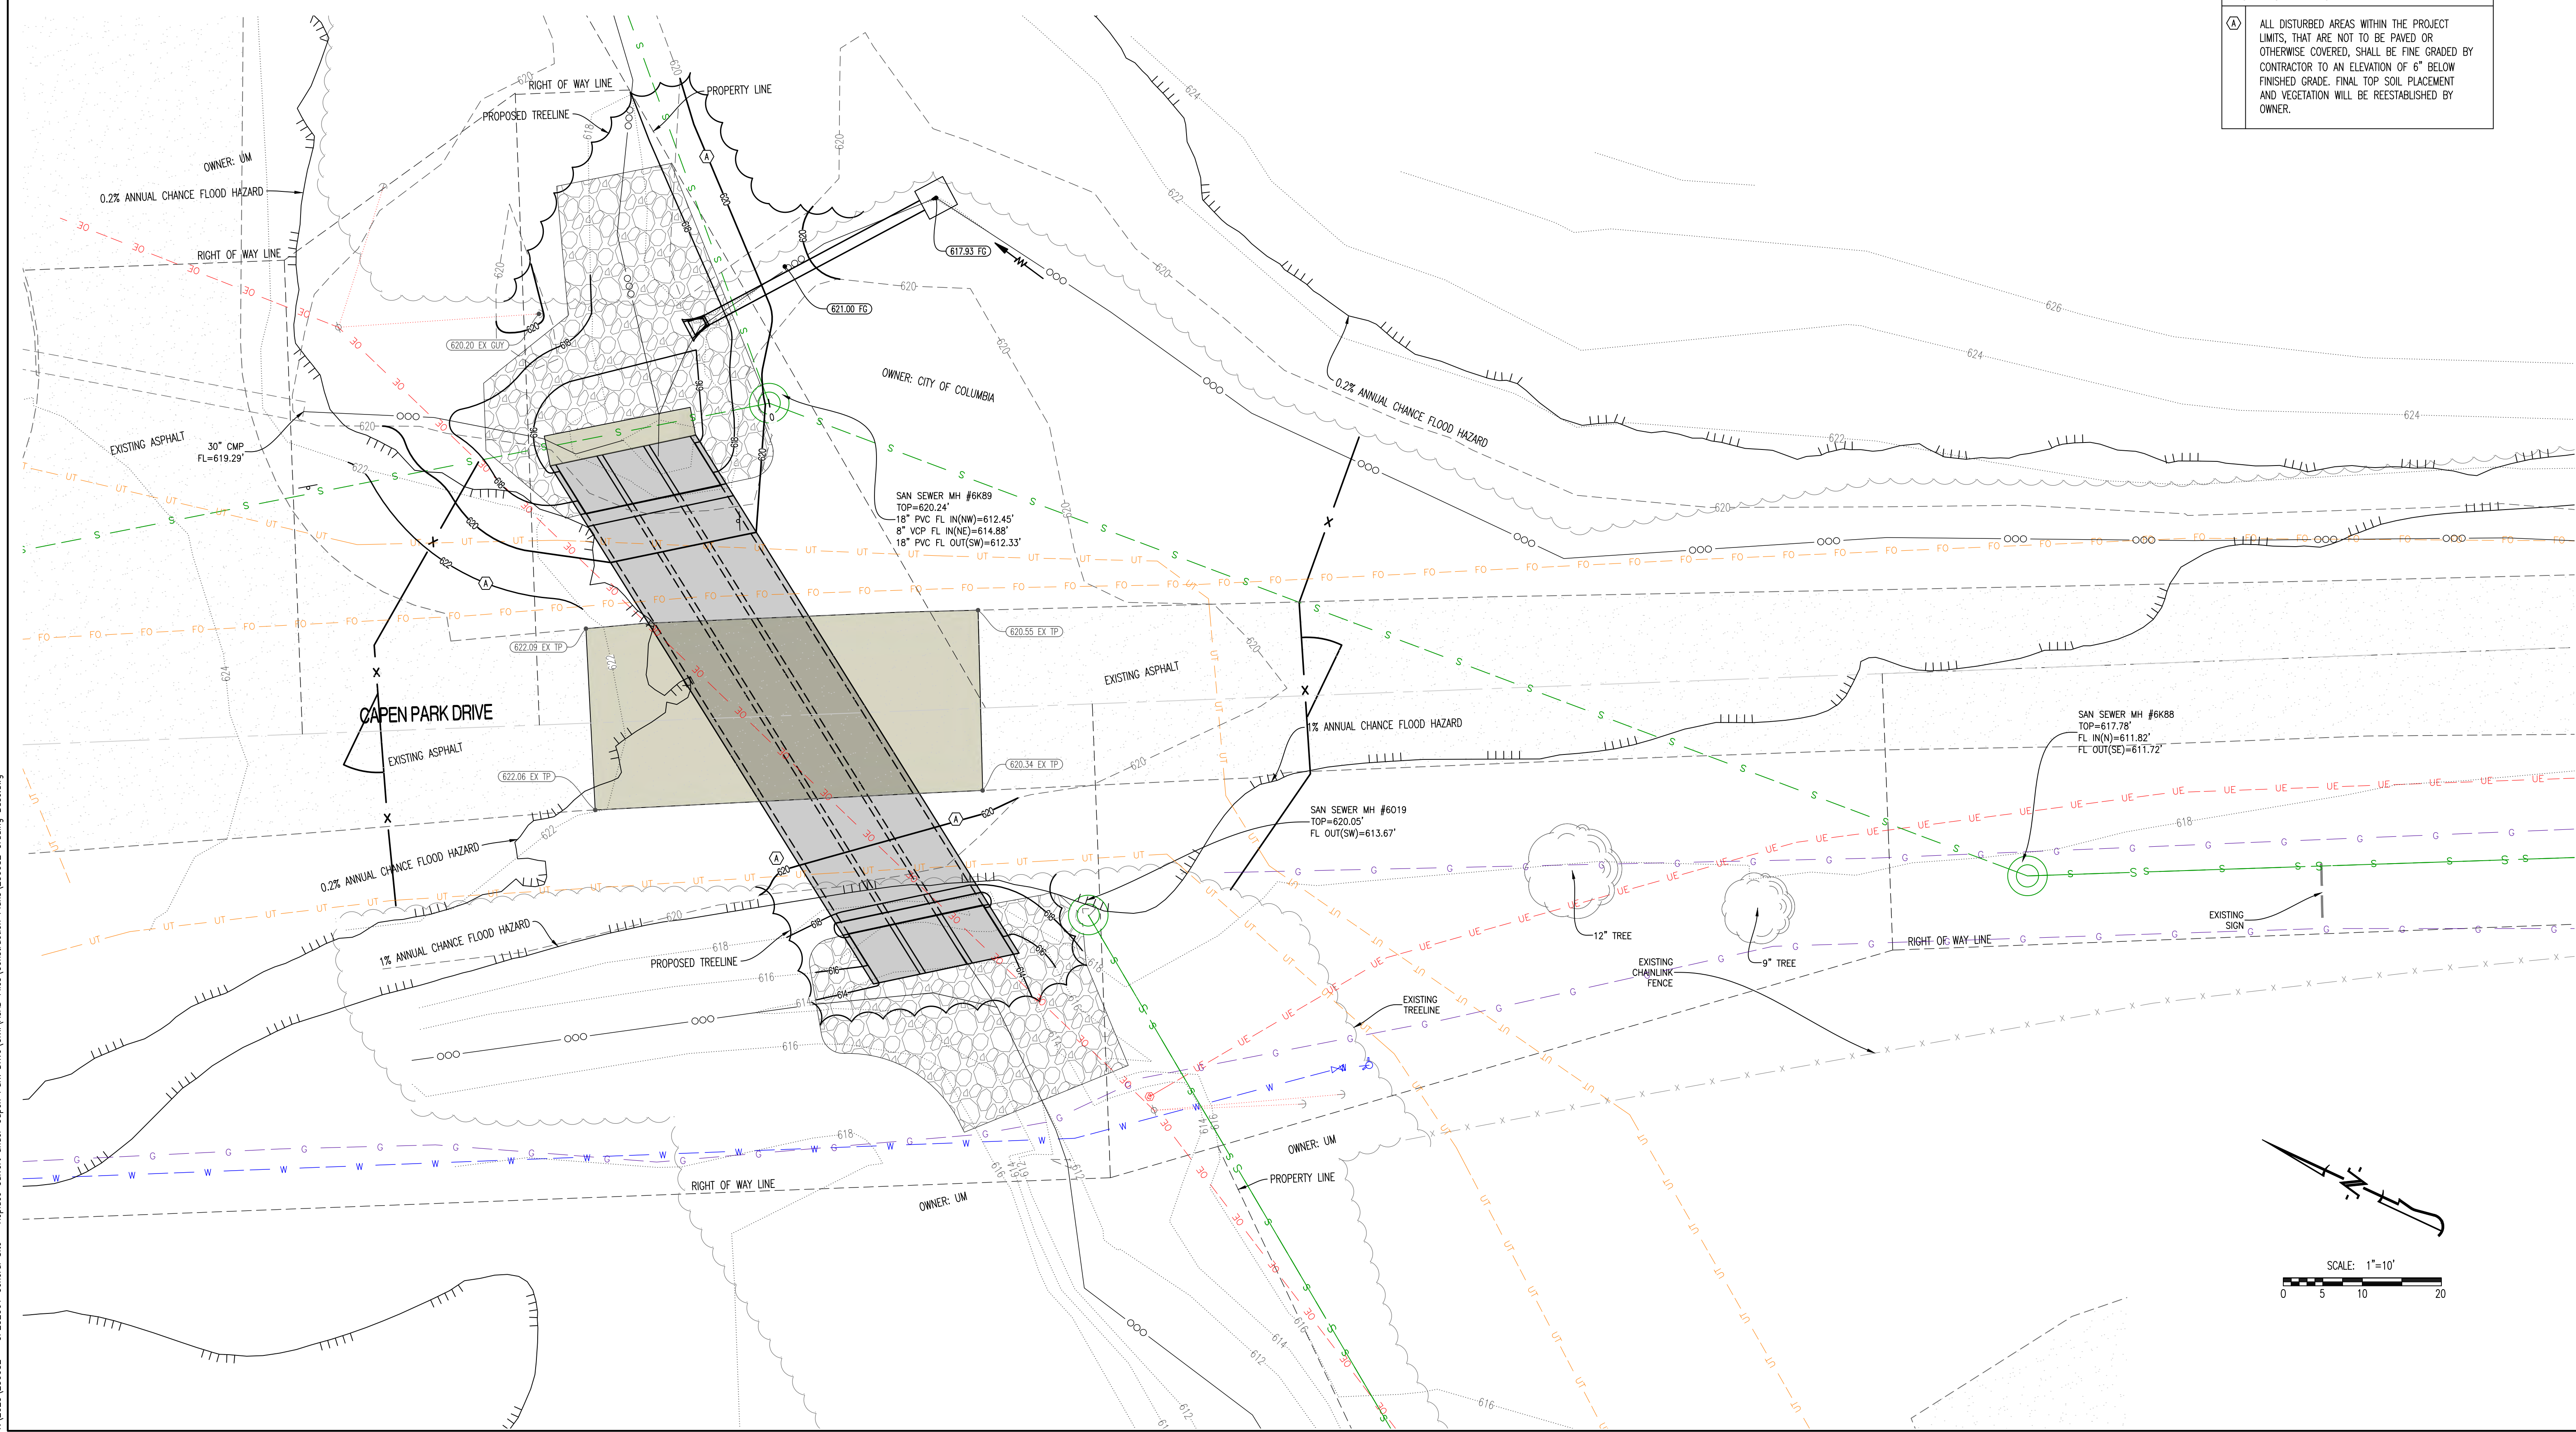 A
ALL DISTURBED AREAS WITHIN THE PROJECT
LIMITS, THAT ARE NOT TO BE PAVED OR
OTHERWISE COVERED, SHALL BE FINE GRADED BY
CONTRACTOR TO AN ELEVATION OF 6" BELOW
FINISHED GRADE. FINAL TOP SOIL PLACEMENT
AND VEGETATION WILL BE REESTABLISHED BY
OWNER.
RIGHT OF WAY LINE
PROPERTY LINE
PROPOSED TREELINE
OWNER: UM
0.2% ANNUAL CHANCE FLOOD HAZARD
RIGHT OF WAY LINE
617.93 FG
621.00 FG
620.20 EX GUY
OWNER: CITY OF COLUMBIA
0.2% ANNUAL CHANCE FLOOD HAZARD
EXISTING ASPHALT
30" CMP
FL=619.29'
SAN SEWER MH #6K89
TOP=620.24'
18" PVC FL IN(NW)=612.45'
8" VCP FL IN(NE)=614.88'
18" PVC FL OUT(SW)=612.33'
620.55 EX TP
622.09 EX TP
EXISTING ASPHALT
CAPEN PARK DRIVE
EXISTING ASPHALT
1% ANNUAL CHANCE FLOOD HAZARD
622.06 EX TP
620.34 EX TP
SAN SEWER MH #6K88
TOP=617.78'
FL IN(N)=611.82'
FL OUT(SE)=611.72'
SAN SEWER MH #6019
TOP=620.05'
FL OUT(SW)=613.67'
0.2% ANNUAL CHANCE FLOOD HAZARD
1% ANNUAL CHANCE FLOOD HAZARD
PROPOSED TREELINE
12" TREE
9" TREE
EXISTING
SIGN
RIGHT OF WAY LINE
EXISTING
CHAINLINK
FENCE
EXISTING
TREELINE
OWNER: UM
PROPERTY LINE
RIGHT OF WAY LINE
OWNER: UM
N
SCALE: 1"=10'
0 5 10 20